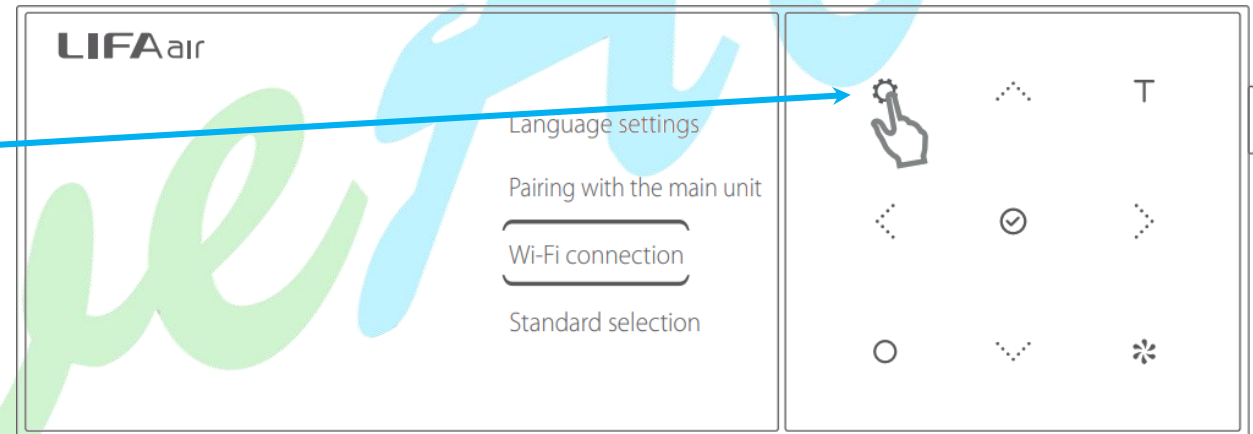 LIFAair
Language settings
Pairing with the main unit
Wi-Fi connection
Standard selection
T